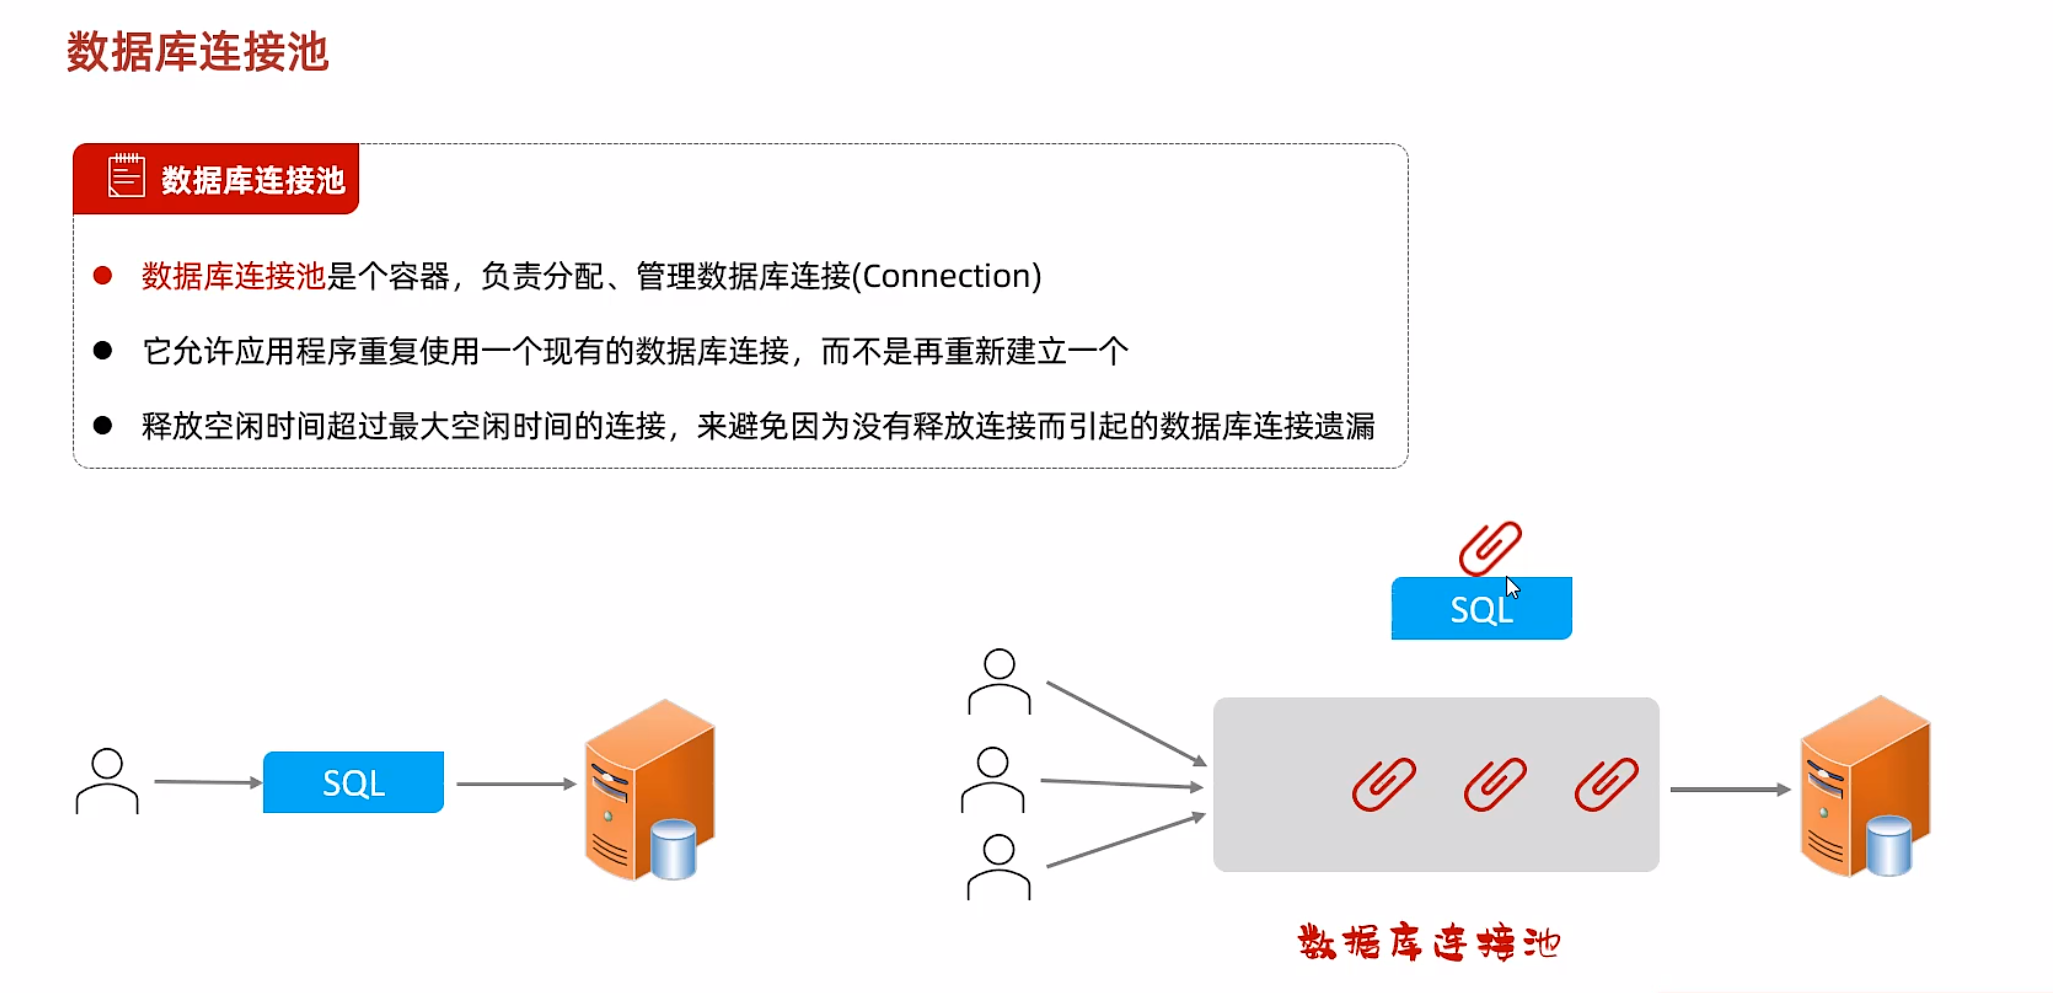 数据库连接池
数据库连接池
数据库连接池是个容器，负责分配、管理数据库连接(Connection)
它允许应用程序重复使用一个现有的数据库连接，而不是再重新建立一个
释放空闲时间超过最大空闲时间的连接，来避免因为没有释放连接而引起的数据库连接遗漏
SQL
SQL
数据库连接池